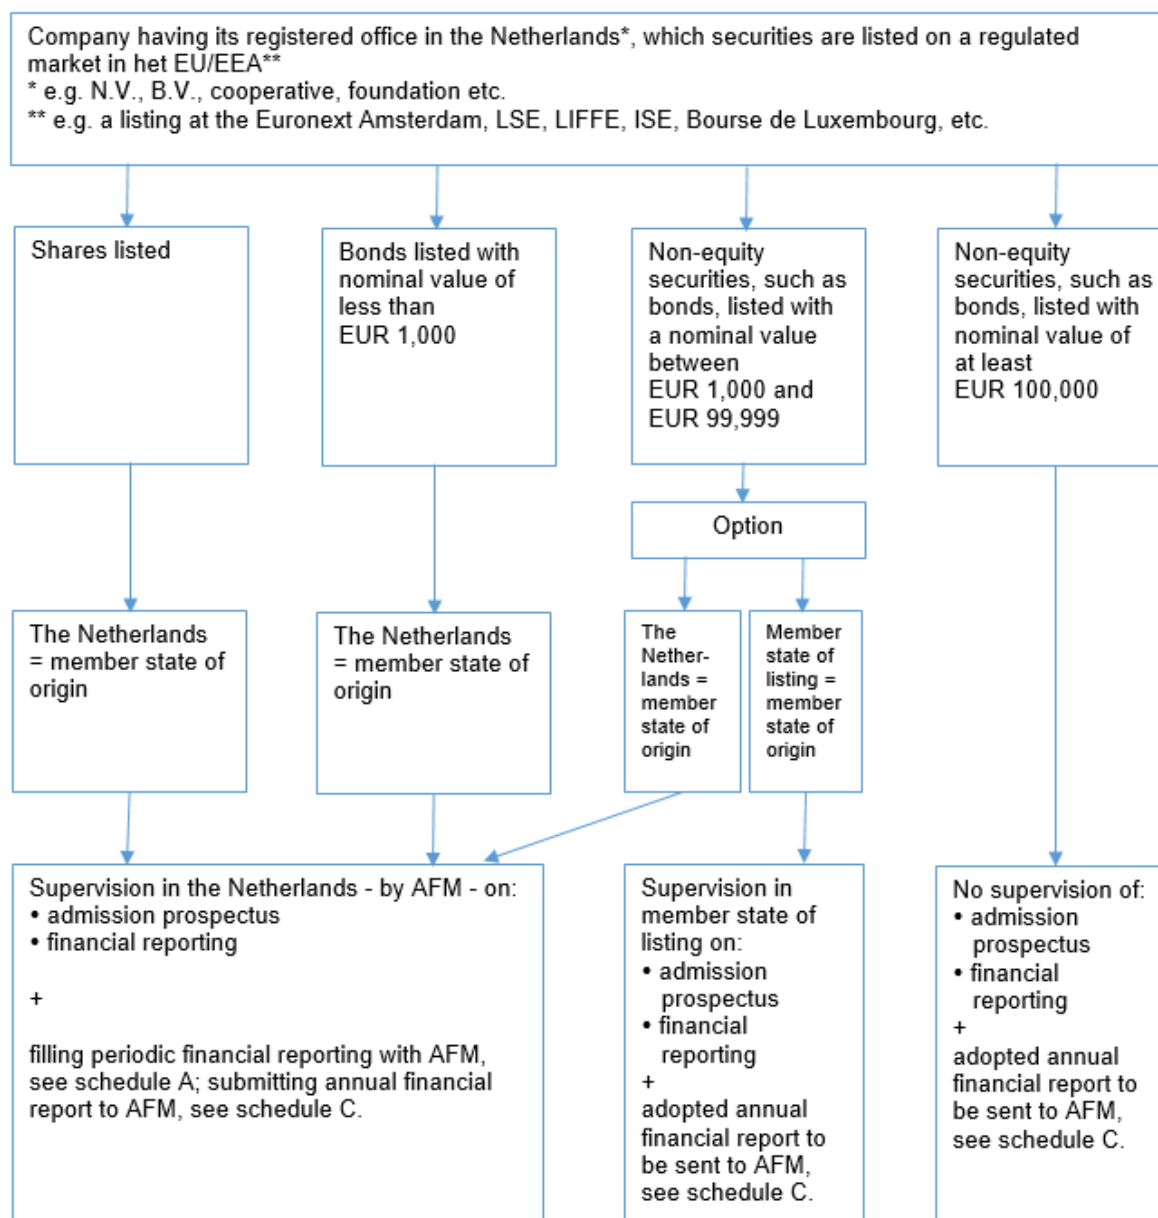 Company having its registered office in the Netherlands*, which securities are listed on a regulated
market in het EU/EEA**
* e.g. N.V., B.V., cooperative, foundation etc.
** e.g. a listing at the Euronext Amsterdam, LSE, LIFFE, ISE, Bourse de Luxembourg, etc.
Shares listed
Bonds listed with
nominal value of
less than
EUR 1,000
Non-equity
securities, such as
bonds, listed with
a nominal value
between
EUR 1,000 and
EUR 99,999
Non-equity
securities, such as
bonds, listed with
nominal value of
at least
EUR 100,000
Option
The Netherlands
= member state of
origin
The Netherlands
= member state of
origin
The
Nether-
lands =
member
state of
origin
Member
state of
listing =
member
state of
origin
Supervision in the Netherlands - by AFM - on:
• admission prospectus
• financial reporting
+
filling periodic financial reporting with AFM,
see schedule A; submitting annual financial
report to AFM, see schedule C.
Supervision in
member state of
listing on:
• admission
prospectus
• financial
reporting
+
adopted annual
financial report to
be sent to AFM,
see schedule C.
No supervision of:
• admission
prospectus
• financial
reporting
+
adopted annual
financial report to
be sent to AFM,
see schedule C.